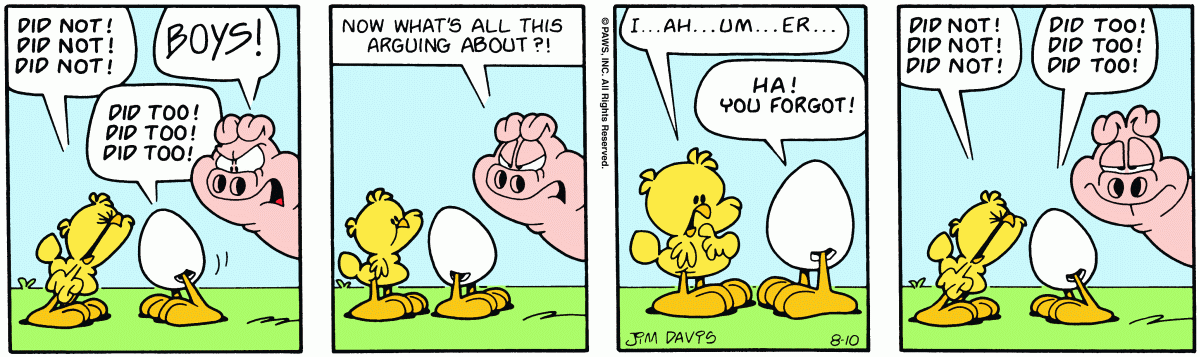 DID NOT!
DID NOT!
DID NOT!
BOYS!
DID TOO!
DID TOO!
DID TOO!
NOW WHAT'S ALL THIS
ARGUING ABOUT?!
© PAWS, INC. All Rights Reserved.
I...AH...UM...ER...
HA!
YOU FORGOT!
JIM DAVIS
8-10
DID NOT!
DID NOT!
DID NOT!
DID TOO!
DID TOO!
DID TOO!